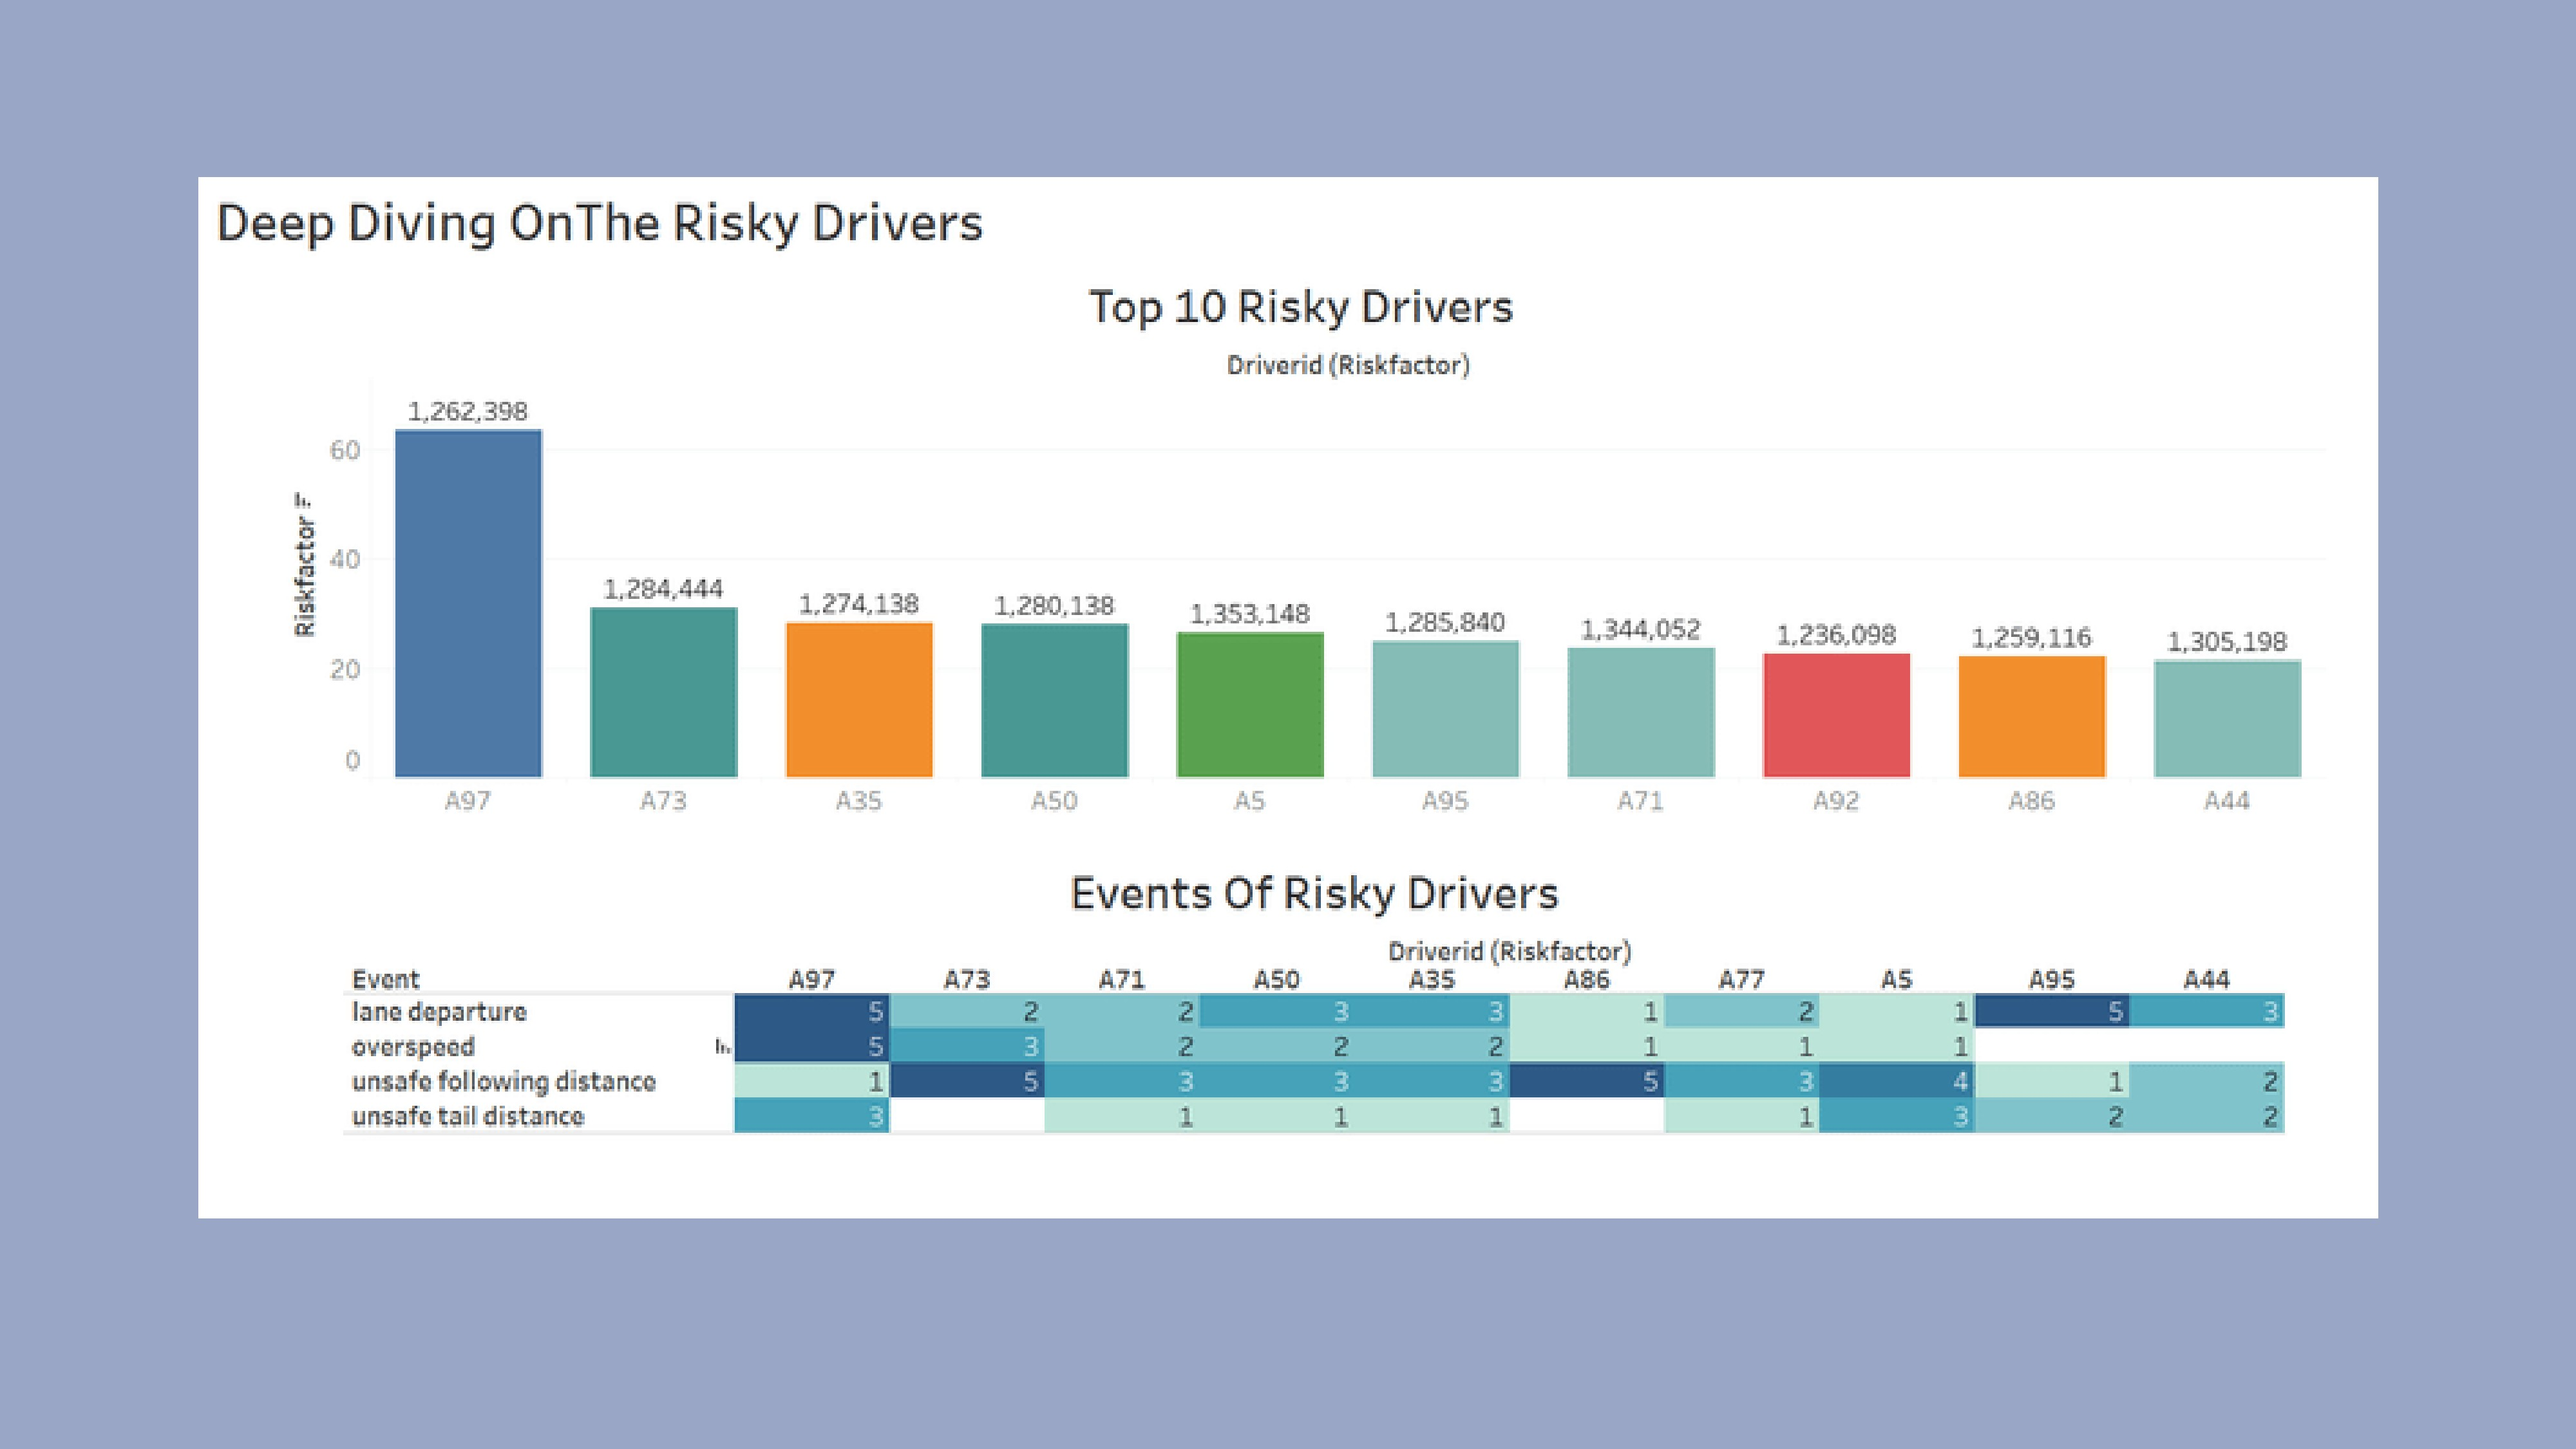 Deep Diving OnThe Risky Drivers
Top 10 Risky Drivers
Driverid (Riskfactor)
Riskfactor
60
40
20
0
1,262,398 1,284,444 1,274,138 1,280,138 1,353,148 1,285,840 1,344,052 1,236,098 1,259,116 1,305,198
A97 A73 A35 A50 A5 A95 A71 A92 A86 A44
Events Of Risky Drivers
Driverid (Riskfactor)
Event A97 A73 A71 A50 A35 A86 A77 A5 A95 A44
lane departure 5 2 2 3 3 1 2 1 5 3
overspeed 5 3 2 2 2 1 1 1
unsafe following distance 1 5 3 3 3 5 3 4 1 2
unsafe tail distance 3 1 1 1 1 3 2 2